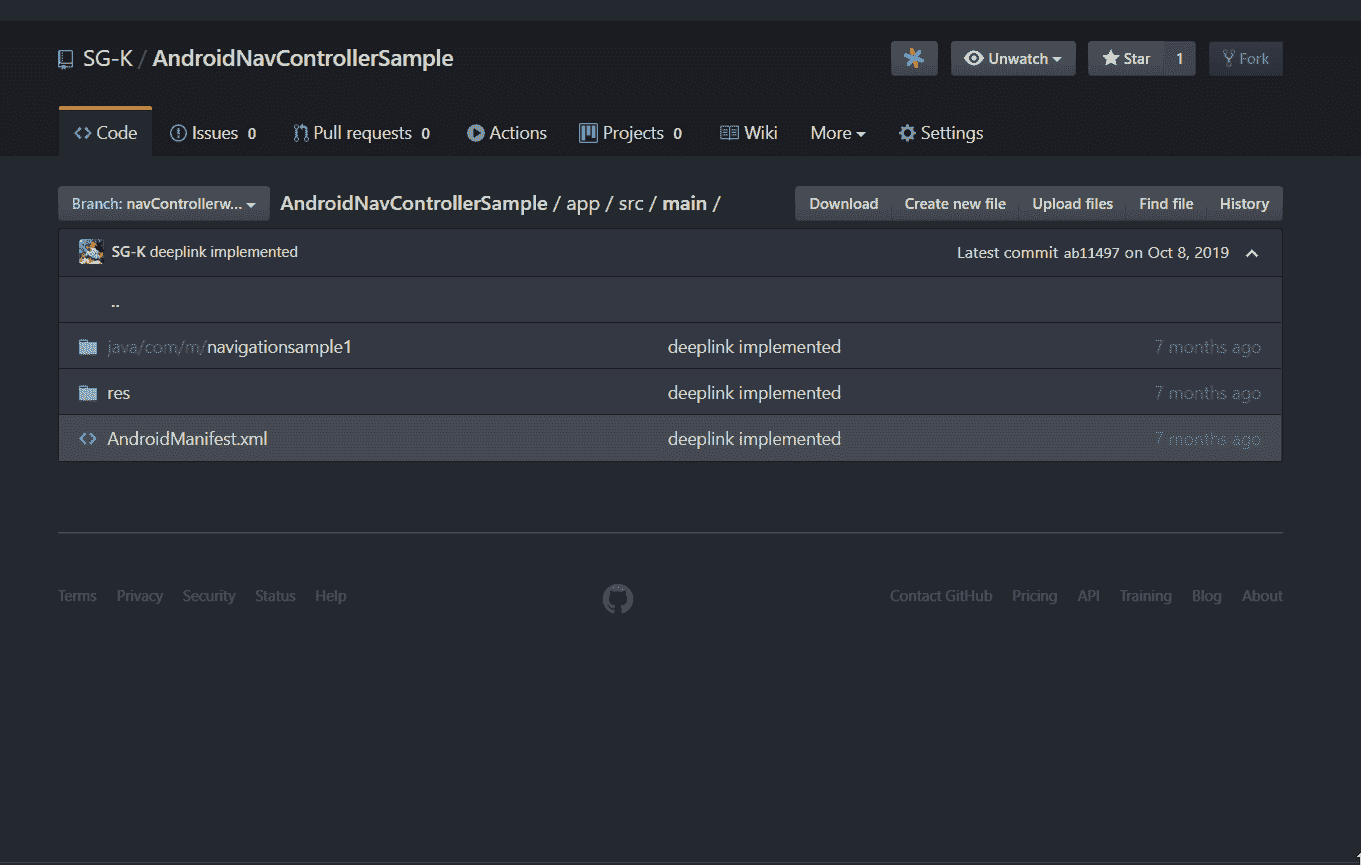 SG-K / AndroidNavControllerSample
Unwatch
Star 1
Fork
Code
Issues 0
Pull requests 0
Actions
Projects 0
Wiki
More
Settings
Branch: navControllerw...
AndroidNavControllerSample / app / src / main /
Download
Create new file
Upload files
Find file
History
SG-K deeplink implemented
Latest commit ab11497 on Oct 8, 2019
..
java/com/m/navigationsample1 deeplink implemented 7 months ago
res deeplink implemented 7 months ago
AndroidManifest.xml deeplink implemented 7 months ago
Terms Privacy Security Status Help
Contact GitHub Pricing API Training Blog About